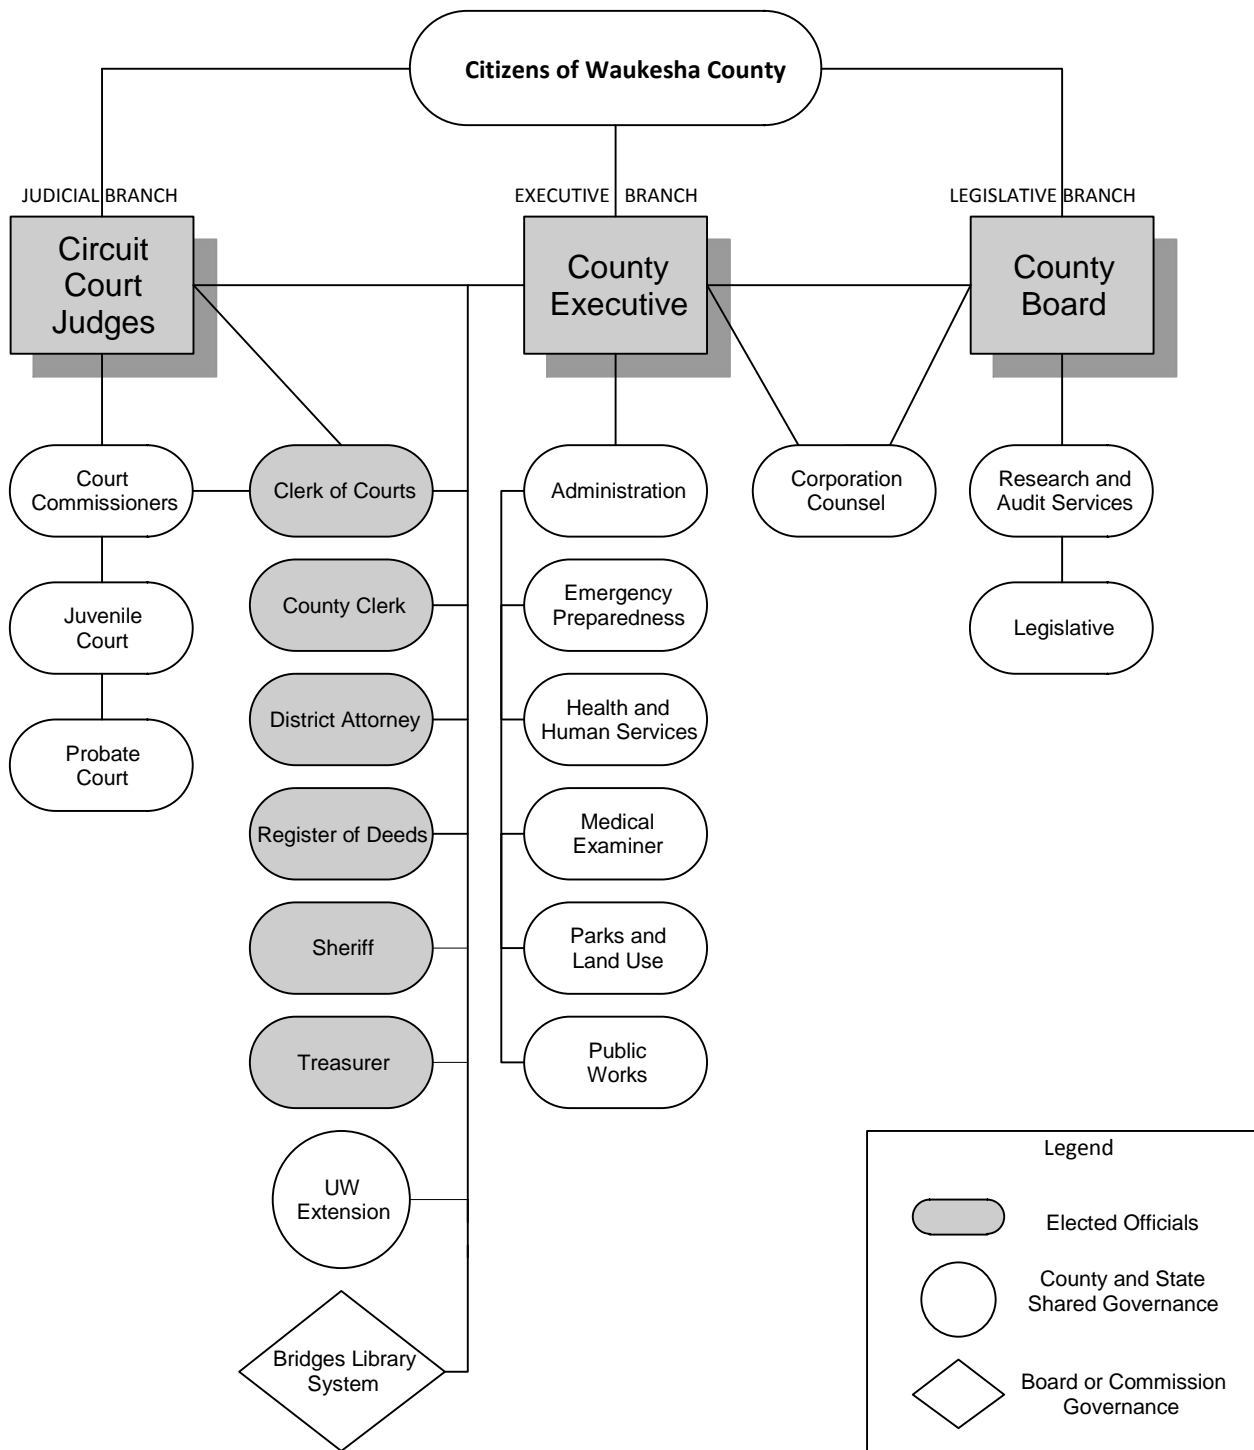 Citizens of Waukesha County
JUDICIAL BRANCH
EXECUTIVE BRANCH
LEGISLATIVE BRANCH
Circuit
Court
Judges
County
Executive
County
Board
Court
Commissioners
Clerk of Courts
Administration
Corporation
Counsel
Research and
Audit Services
Juvenile
Court
County Clerk
Emergency
Preparedness
Legislative
Probate
Court
District Attorney
Health and
Human Services
Register of Deeds
Medical
Examiner
Sheriff
Parks and
Land Use
Treasurer
Public
Works
UW
Extension
Bridges Library
System
Legend
Elected Officials
County and State
Shared Governance
Board or Commission
Governance